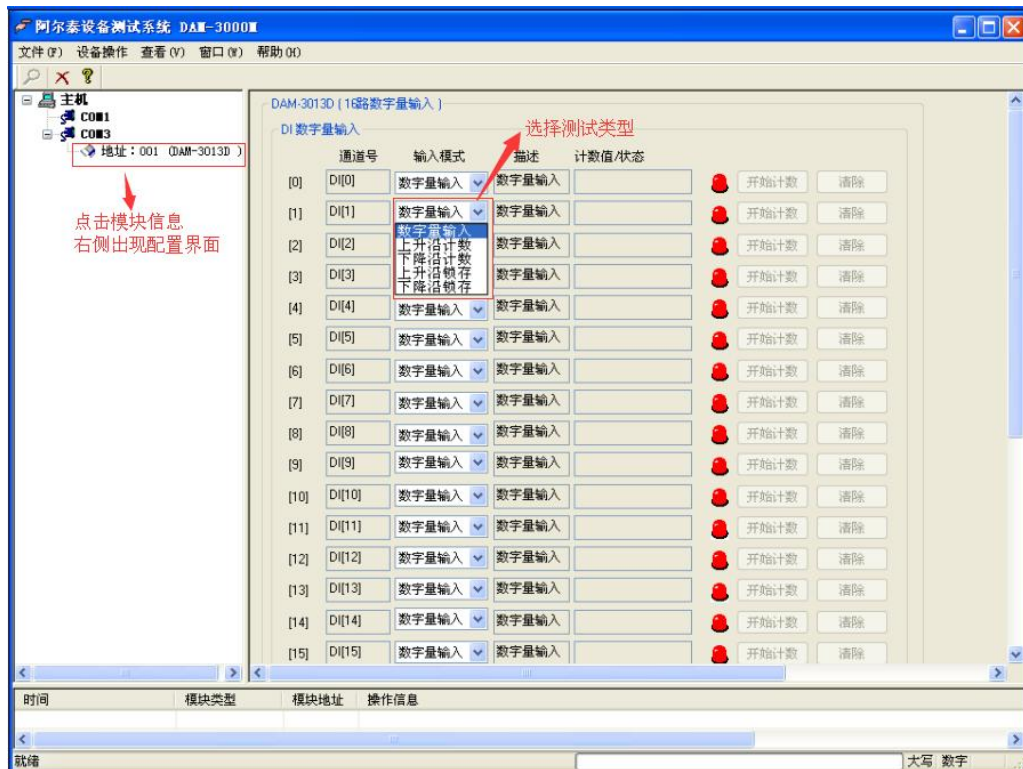 阿尔泰设备测试系统 DAM-3000M
文件(F) 设备操作 查看(V) 窗口(W) 帮助(H)
主机
COM1
COM3
地址：001 (DAM-3013D )
点击模块信息
右侧出现配置界面
DAM-3013D ( 16路数字量输入 )
DI 数字量输入
选择测试类型
通道号 输入模式 描述 计数值/状态
[0] DI[0] 数字量输入 数字量输入 开始计数 清除
[1] DI[1] 数字量输入 数字量输入 开始计数 清除
数字量输入
上升沿计数
下降沿计数
上升沿锁存
下降沿锁存
[2] DI[2] 数字量输入 开始计数 清除
[3] DI[3] 数字量输入 开始计数 清除
[4] DI[4] 数字量输入 数字量输入 开始计数 清除
[5] DI[5] 数字量输入 数字量输入 开始计数 清除
[6] DI[6] 数字量输入 数字量输入 开始计数 清除
[7] DI[7] 数字量输入 数字量输入 开始计数 清除
[8] DI[8] 数字量输入 数字量输入 开始计数 清除
[9] DI[9] 数字量输入 数字量输入 开始计数 清除
[10] DI[10] 数字量输入 数字量输入 开始计数 清除
[11] DI[11] 数字量输入 数字量输入 开始计数 清除
[12] DI[12] 数字量输入 数字量输入 开始计数 清除
[13] DI[13] 数字量输入 数字量输入 开始计数 清除
[14] DI[14] 数字量输入 数字量输入 开始计数 清除
[15] DI[15] 数字量输入 数字量输入 开始计数 清除
时间 模块类型 模块地址 操作信息
就绪 大写 数字